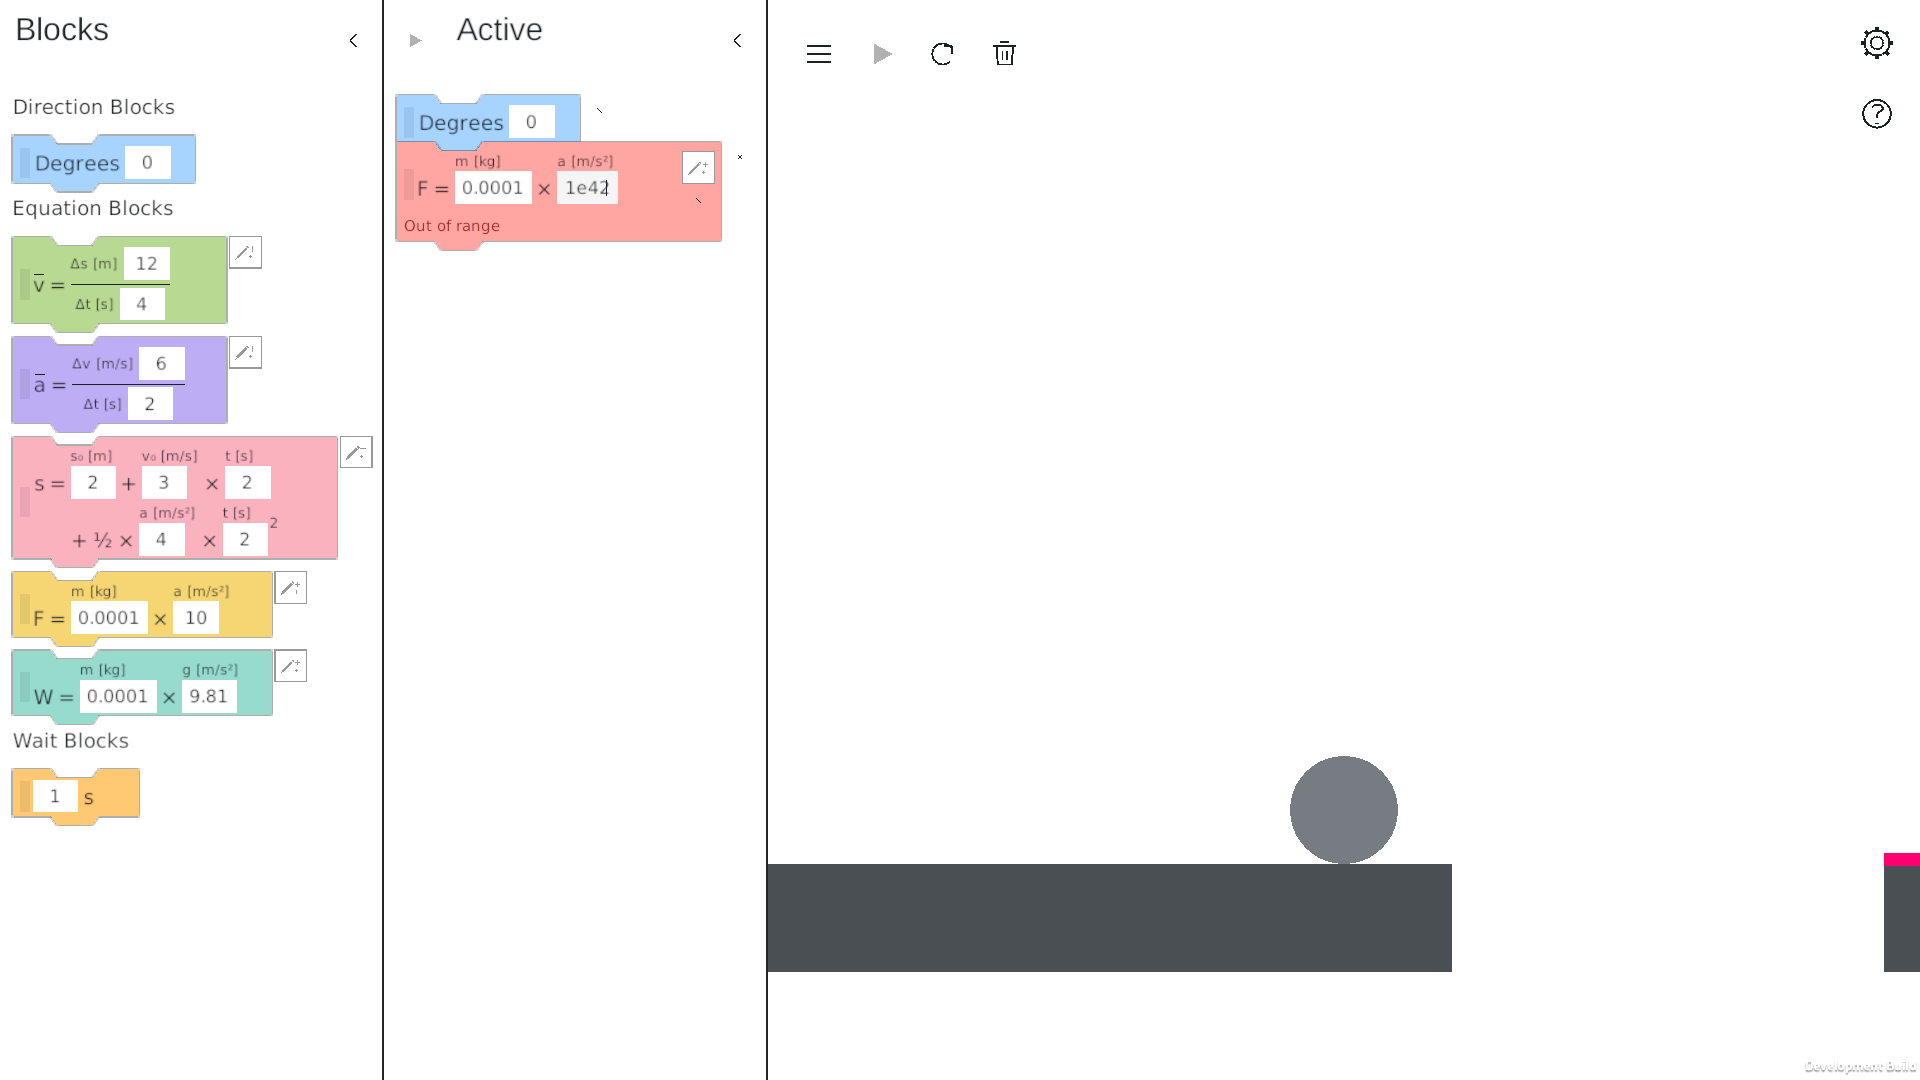 Blocks
Direction Blocks
Degrees 0
Equation Blocks
Δs [m] 12
v̅ =
Δt [s] 4
Δv [m/s] 6
a̅ =
Δt [s] 2
s₀ [m] v₀ [m/s] t [s]
s = 2 + 3 × 2
a [m/s²] t [s] 2
+ ½ × 4 × 2
m [kg] a [m/s²]
F = 0.0001 × 10
m [kg] g [m/s²]
W = 0.0001 × 9.81
Wait Blocks
1 s
Active
Degrees 0
m [kg] a [m/s²]
F = 0.0001 × 1e42
Out of range
Development Build